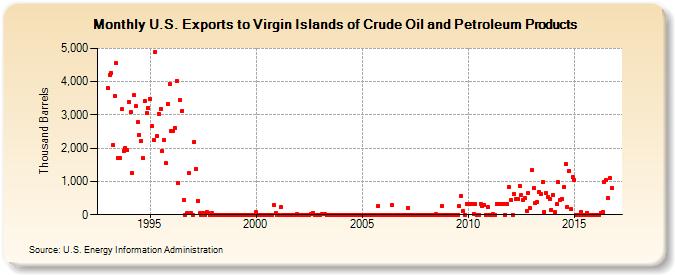 Monthly U.S. Exports to Virgin Islands of Crude Oil and Petroleum Products
Thousand Barrels
5,000
4,000
3,000
2,000
1,000
0
1995 2000 2005 2010 2015
Source: U.S. Energy Information Administration